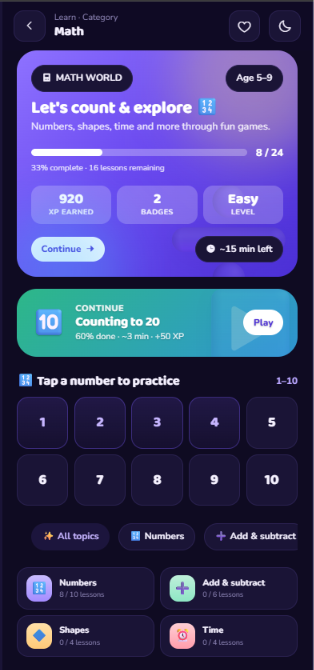 Learn · Category
Math
MATH WORLD
Age 5–9
Let's count & explore 🔢
Numbers, shapes, time and more through fun games.
8 / 24
33% complete · 16 lessons remaining
920
XP EARNED
2
BADGES
Easy
LEVEL
Continue →
~15 min left
🔟
CONTINUE
Counting to 20
60% done · ~3 min · +50 XP
Play
🔢 Tap a number to practice
1–10
1 2 3 4 5
6 7 8 9 10
✨ All topics
🔢 Numbers
➕ Add & subtract
🔢 Numbers
8 / 10 lessons
➕ Add & subtract
0 / 6 lessons
🔷 Shapes
0 / 4 lessons
⏰ Time
0 / 4 lessons